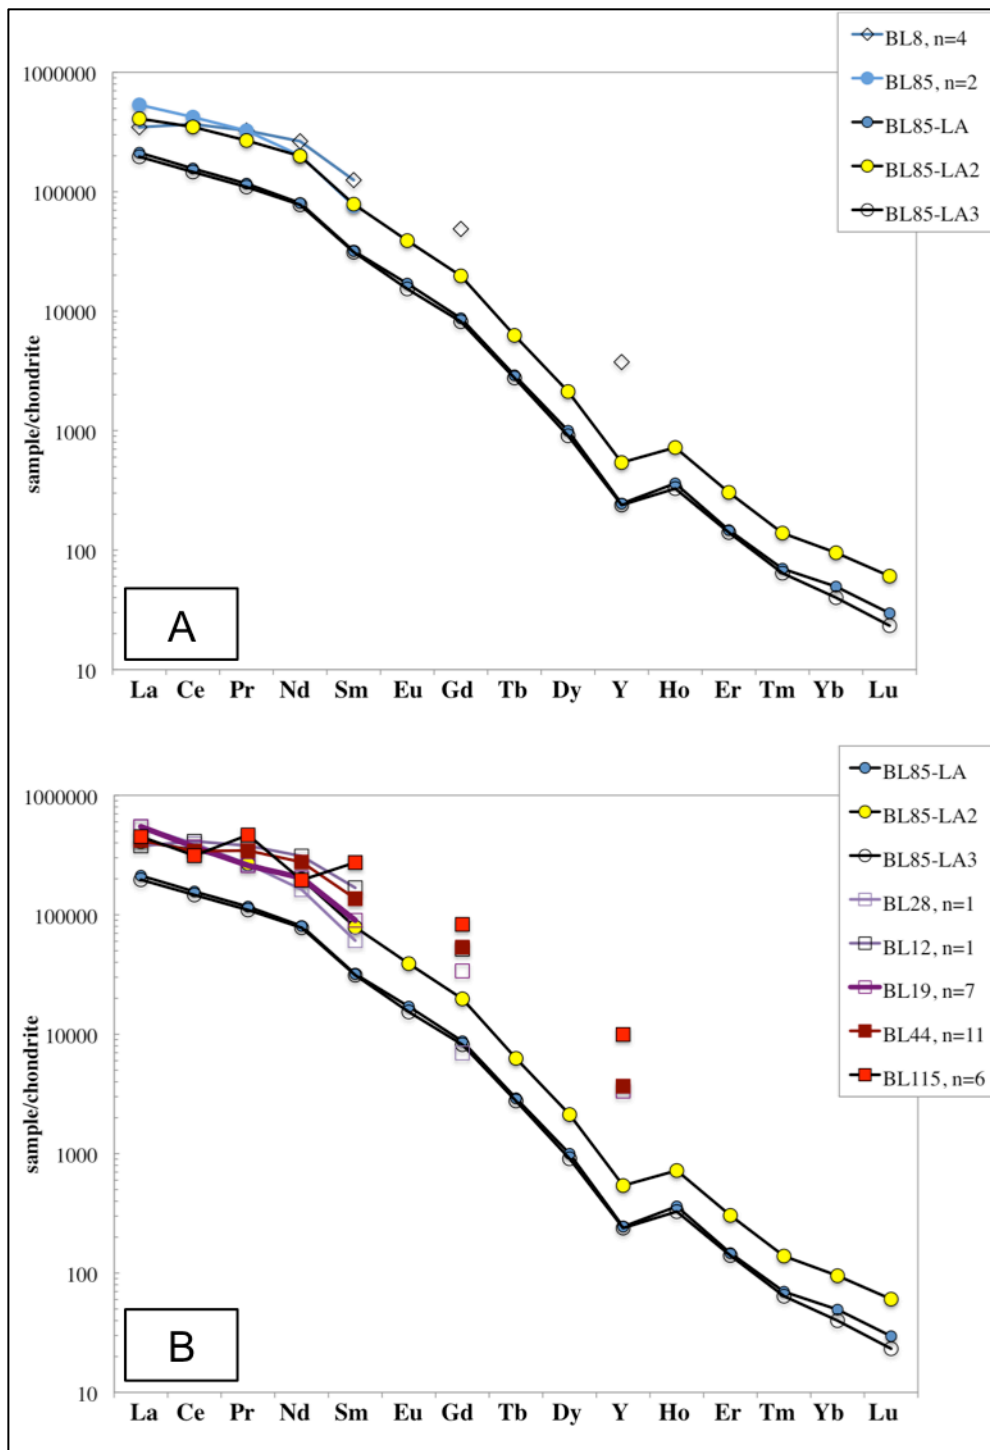 BL8, n=4
BL85, n=2
BL85-LA
BL85-LA2
BL85-LA3
1000000
100000
10000
1000
100
10
sample/chondrite
A
La Ce Pr Nd Sm Eu Gd Tb Dy Y Ho Er Tm Yb Lu
BL85-LA
BL85-LA2
BL85-LA3
BL28, n=1
BL12, n=1
BL19, n=7
BL44, n=11
BL115, n=6
1000000
100000
10000
1000
100
10
sample/chondrite
B
La Ce Pr Nd Sm Eu Gd Tb Dy Y Ho Er Tm Yb Lu